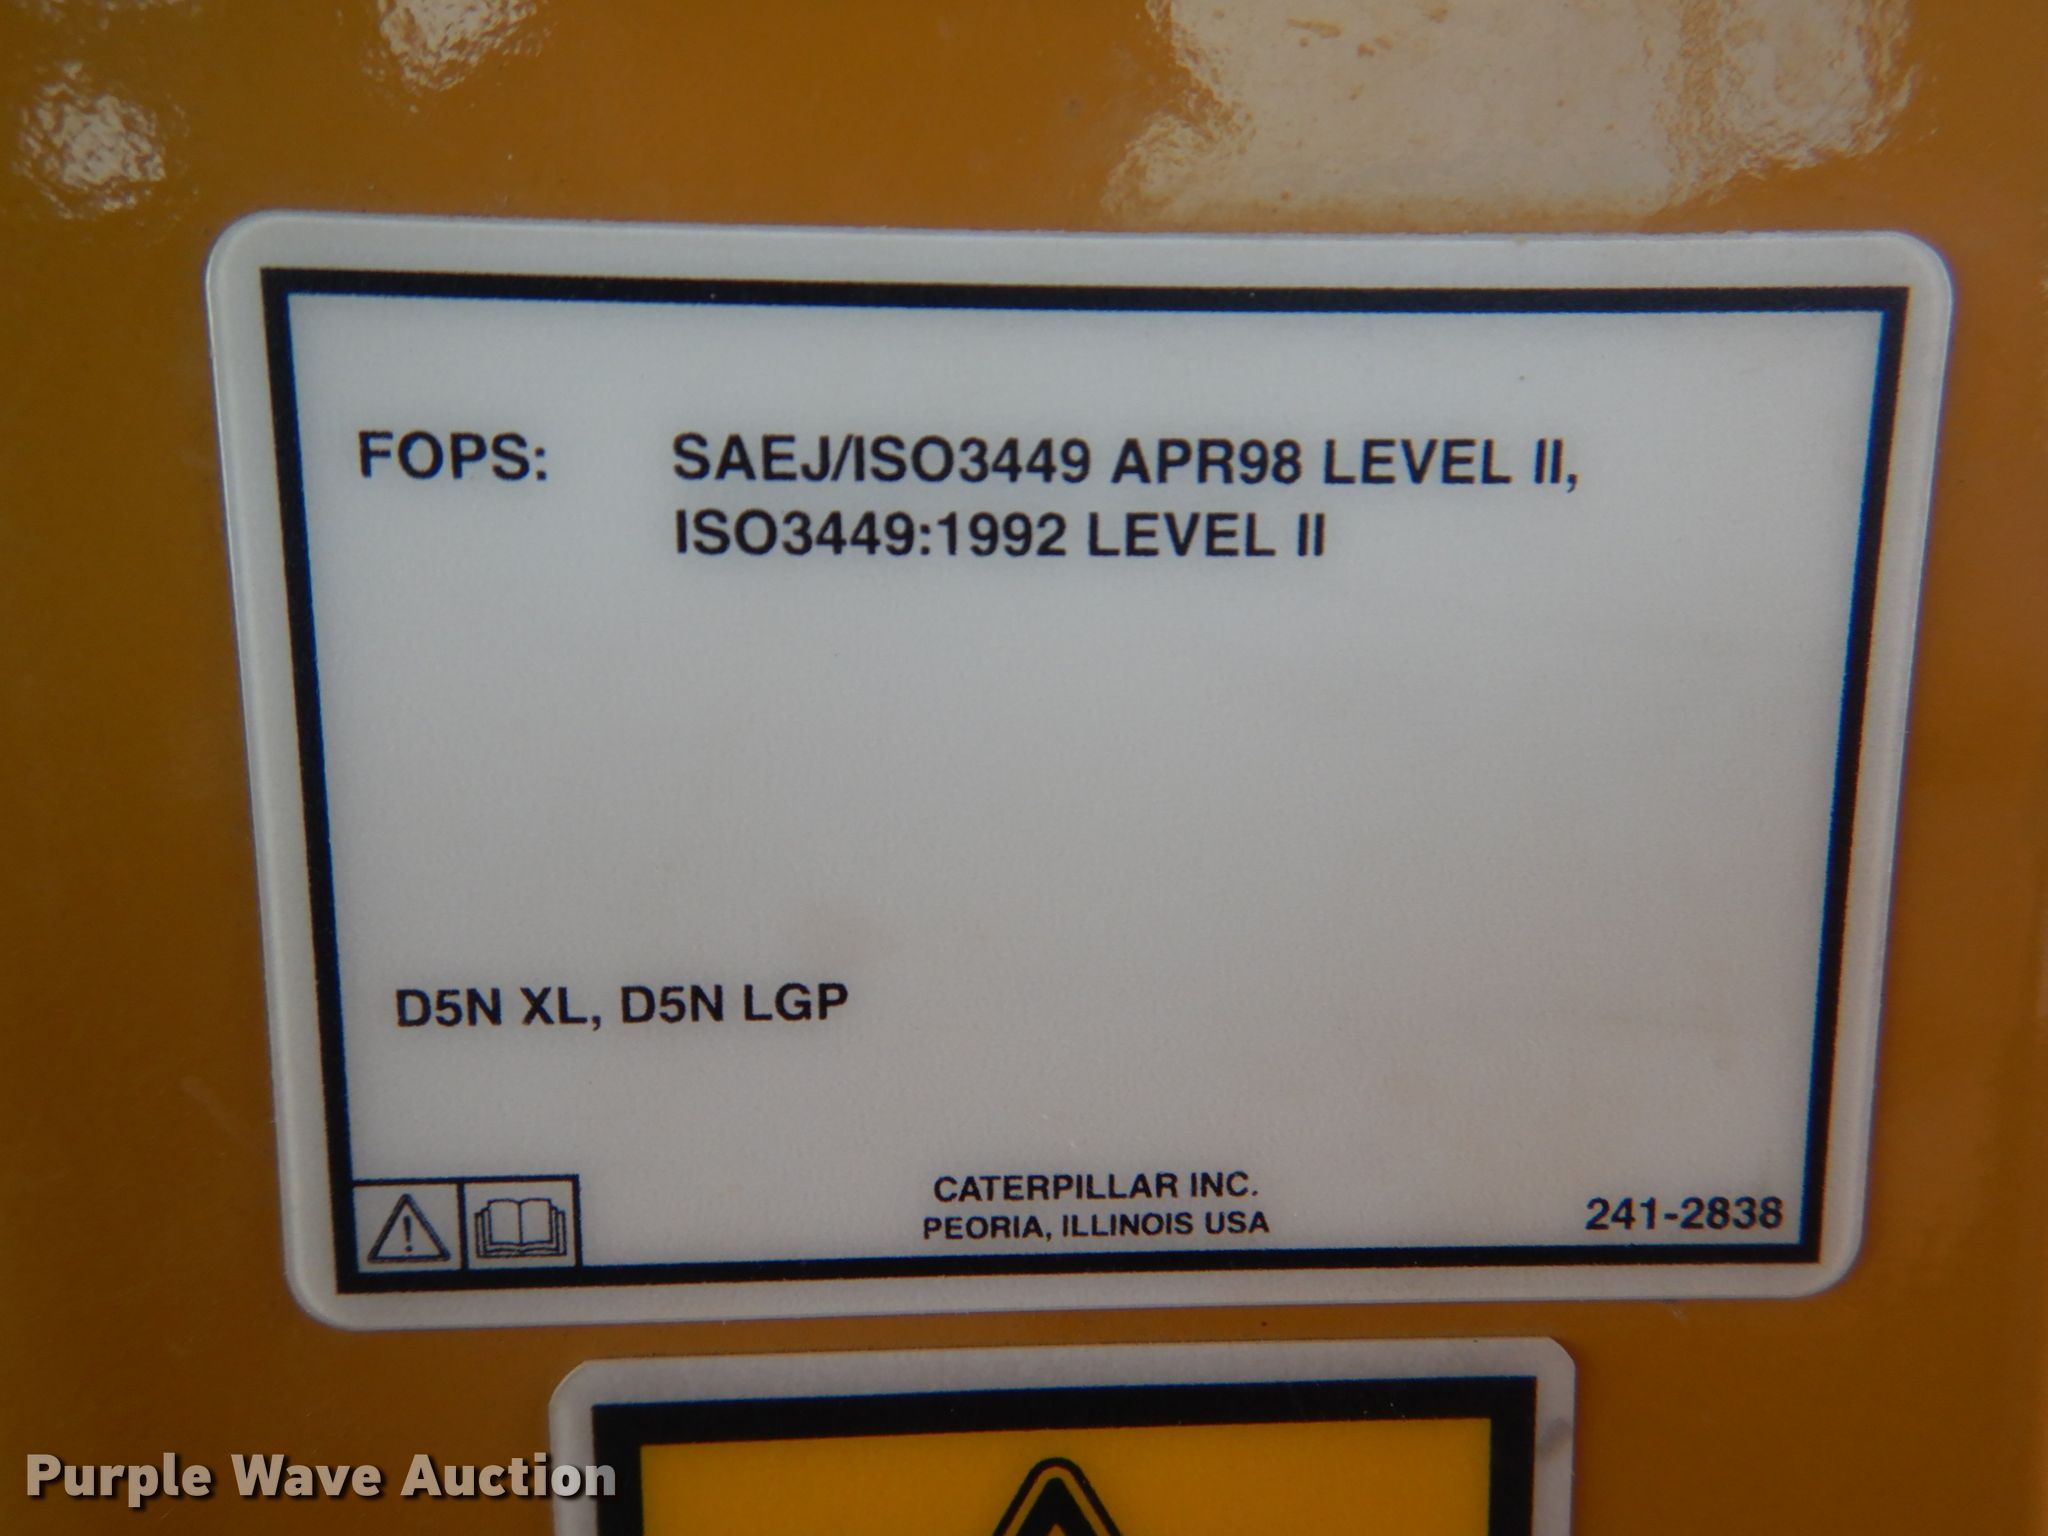 FOPS: SAEJ/ISO3449 APR98 LEVEL II,
ISO3449:1992 LEVEL II
D5N XL, D5N LGP
CATERPILLAR INC.
PEORIA, ILLINOIS USA
241-2838
Purple Wave Auction